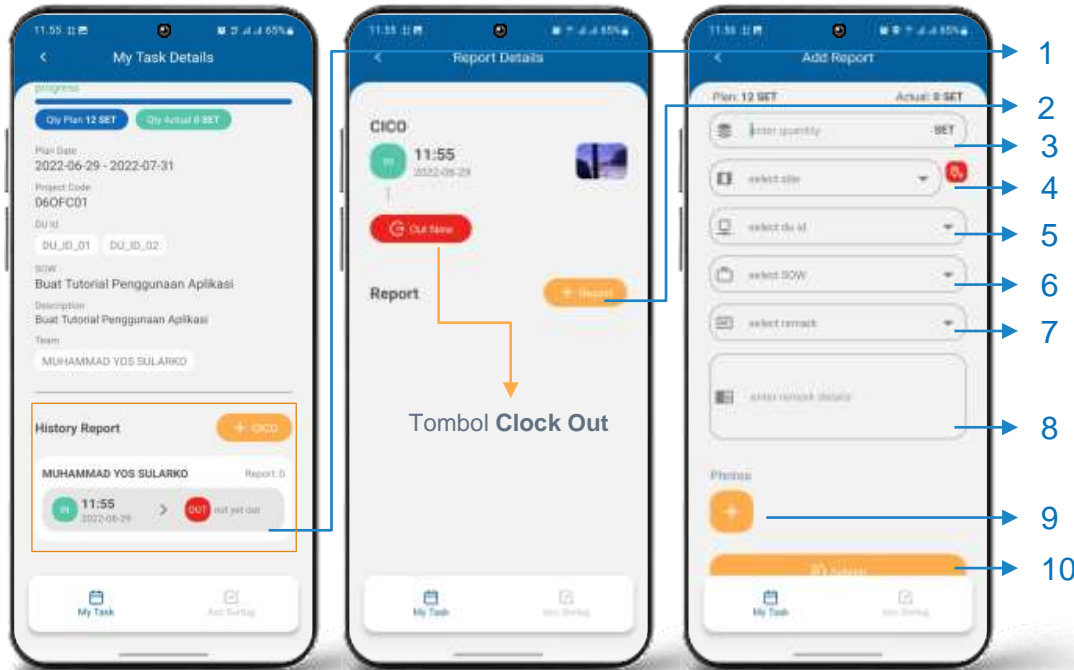 11.55
65%
My Task Details
progress
Qty Plan 12 SET
Qty Actual 0 SET
Plan Date
2022-06-29 - 2022-07-31
Project Code
06OFC01
DU Id
DU_ID_01
DU_ID_02
SOW
Buat Tutorial Penggunaan Aplikasi
Description
Buat Tutorial Penggunaan Aplikasi
Team
MUHAMMAD YOS SULARKO
History Report
+ CICO
MUHAMMAD YOS SULARKO
Report: 0
IN
11:55
2022-06-29
>
OUT
not yet out
My Task
11.55
65%
Report Details
CICO
IN
11:55
2022-06-29
Out Now
Report
+ Report
Tombol Clock Out
My Task
11.55
65%
Add Report
Plan: 12 SET
Actual: 0 SET
enter quantity
SET
select site
select du id
select SOW
select remark
enter remark details
Photos
+
Submit
My Task
1
2
3
4
5
6
7
8
9
10